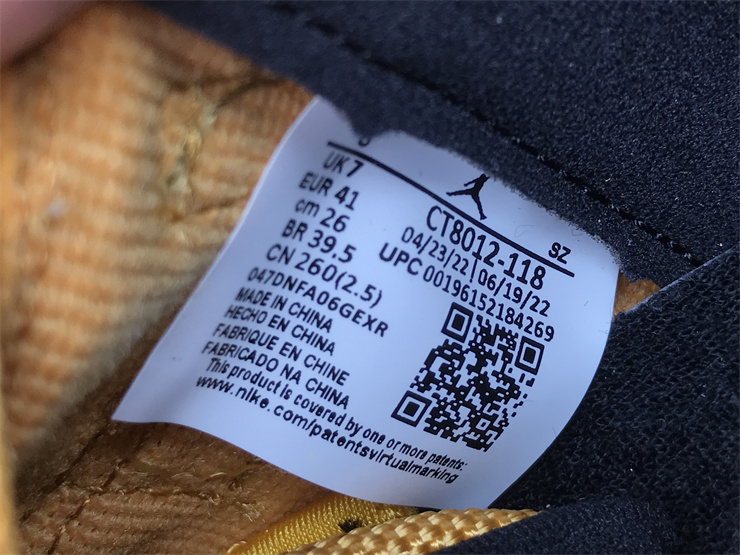 UK 7
EUR 41
cm 26
BR 39.5
CN 260(2.5)
CT8012-118
SZ
04/23/22|06/19/22
UPC 00196152184269
047DNFA06GEXR
MADE IN CHINA
HECHO EN CHINA
FABRIQUE EN CHINE
FABRICADO NA CHINA
This product is covered by one or more patents:
www.nike.com/patentsvirtualmarking